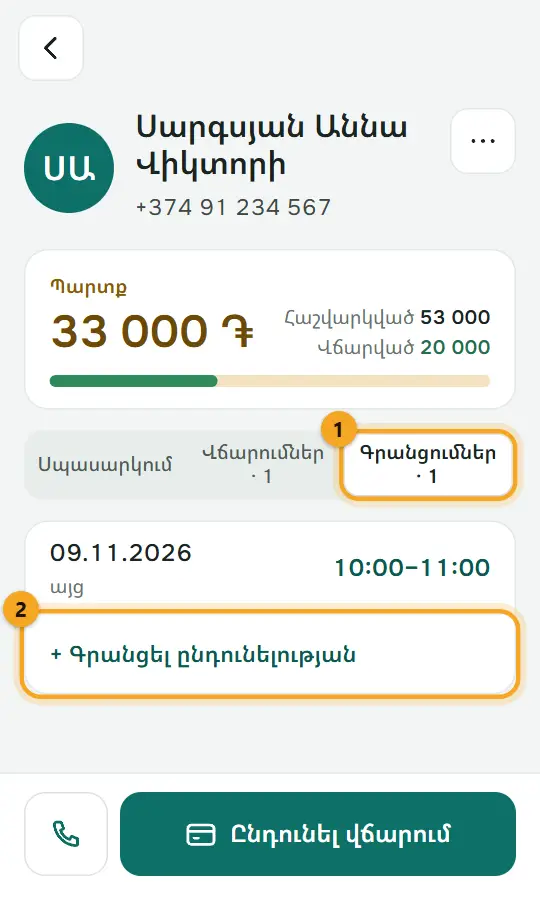 Սարգսյան Աննա
Վիկտորի
ՍԱ
...
+374 91 234 567
Պարտք
33 000 ֏
Հաշվարկված 53 000
Վճարված 20 000
1
Սպասարկում
Վճարումներ
· 1
Գրանցումներ
· 1
09.11.2026
այց
10:00–11:00
2
+ Գրանցել ընդունելության
Ընդունել վճարում